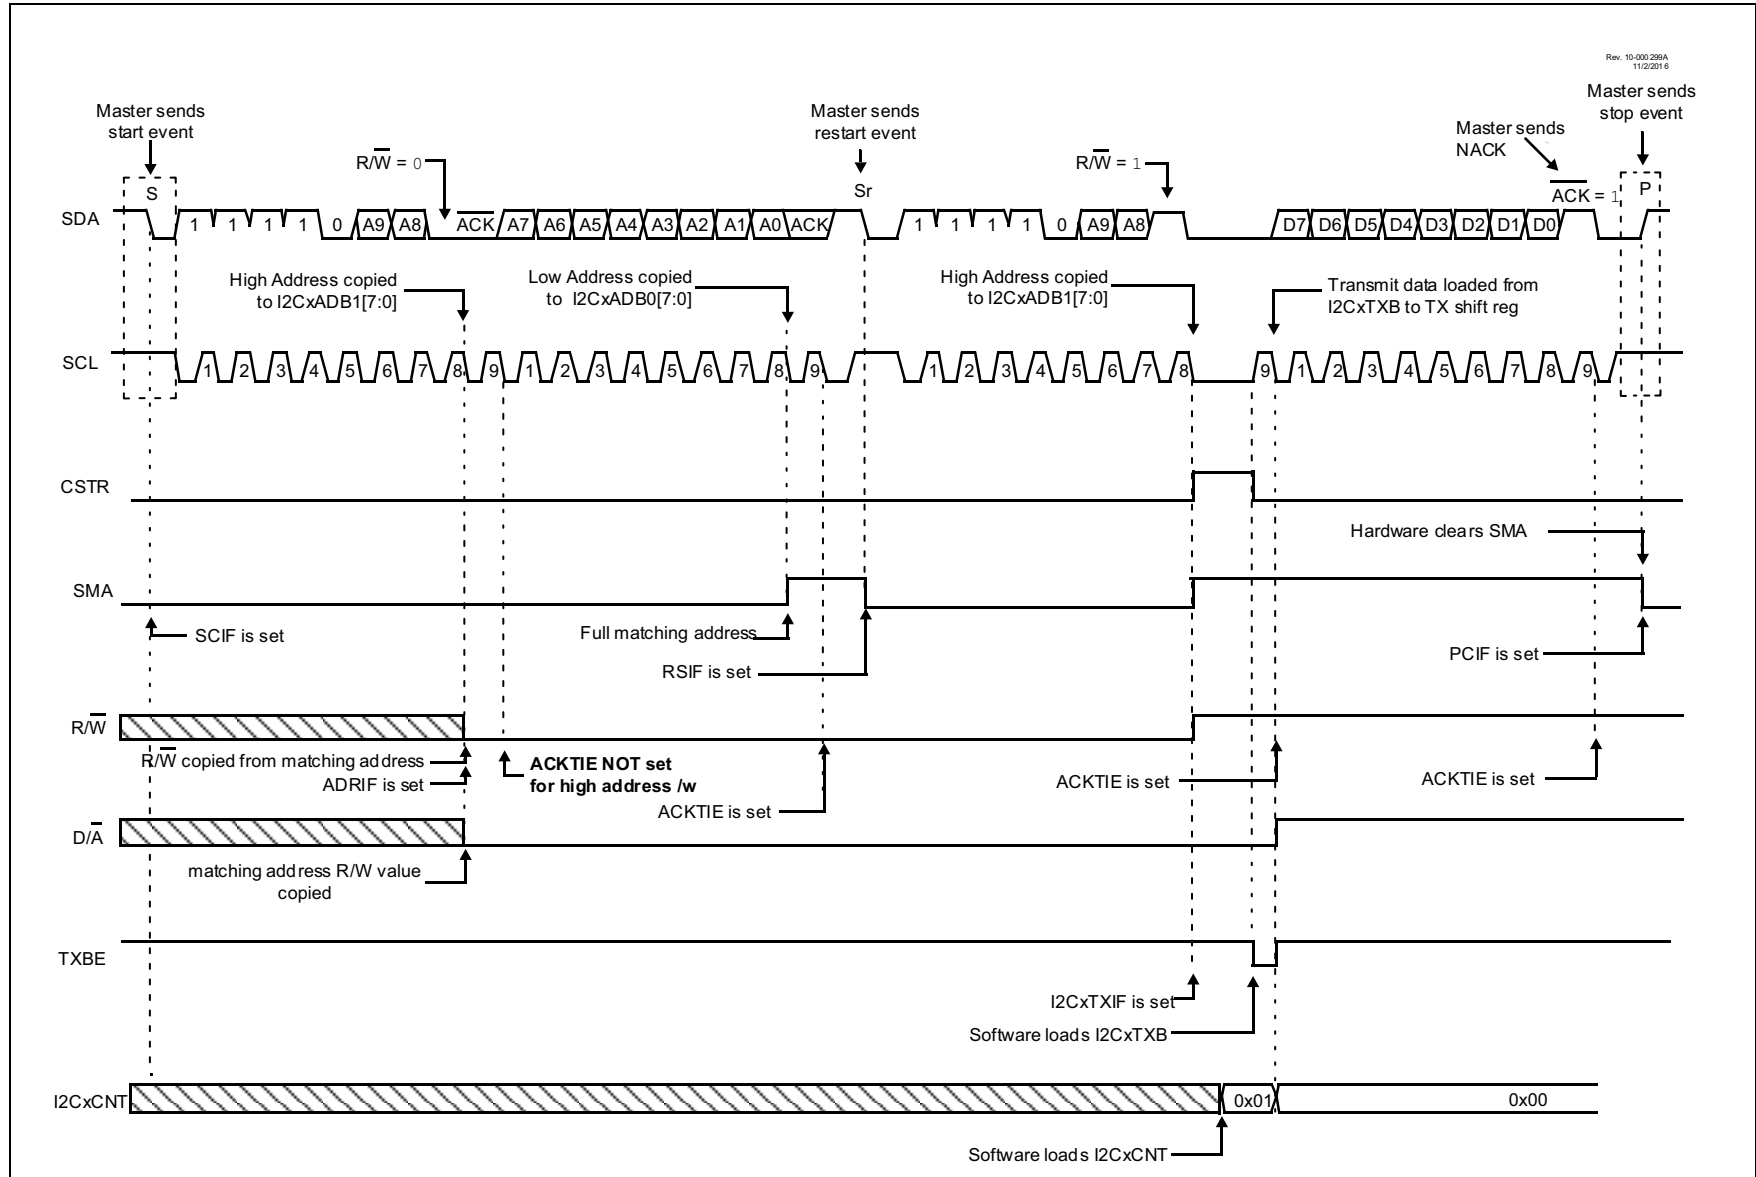 Rev. 10-000 299A
11/2/201 6
Master sends
start event
Master sends
restart event
Master sends
stop event
Master sends
NACK
R/W̅ = 0
R/W̅ = 1
A̅C̅K̅ = 1
S
Sr
P
SDA
1 1 1 1 0 A9 A8 A̅C̅K̅ A7 A6 A5 A4 A3 A2 A1 A0 ACK 1 1 1 1 0 A9 A8 D7 D6 D5 D4 D3 D2 D1 D0
High Address copied
to I2CxADB1[7:0]
Low Address copied
to I2CxADB0[7:0]
High Address copied
to I2CxADB1[7:0]
Transmit data loaded from
I2CxTXB to TX shift reg
SCL
1 2 3 4 5 6 7 8 9 1 2 3 4 5 6 7 8 9 1 2 3 4 5 6 7 8 9 1 2 3 4 5 6 7 8 9
CSTR
Hardware clears SMA
SMA
SCIF is set
Full matching address
RSIF is set
PCIF is set
R/W̅
R/W̅ copied from matching address
ADRIF is set
ACKTIE NOT set
for high address /w
ACKTIE is set
ACKTIE is set
ACKTIE is set
D/A̅
matching address R/W value
copied
TXBE
I2CxTXIF is set
Software loads I2CxTXB
I2CxCNT
0x01
0x00
Software loads I2CxCNT